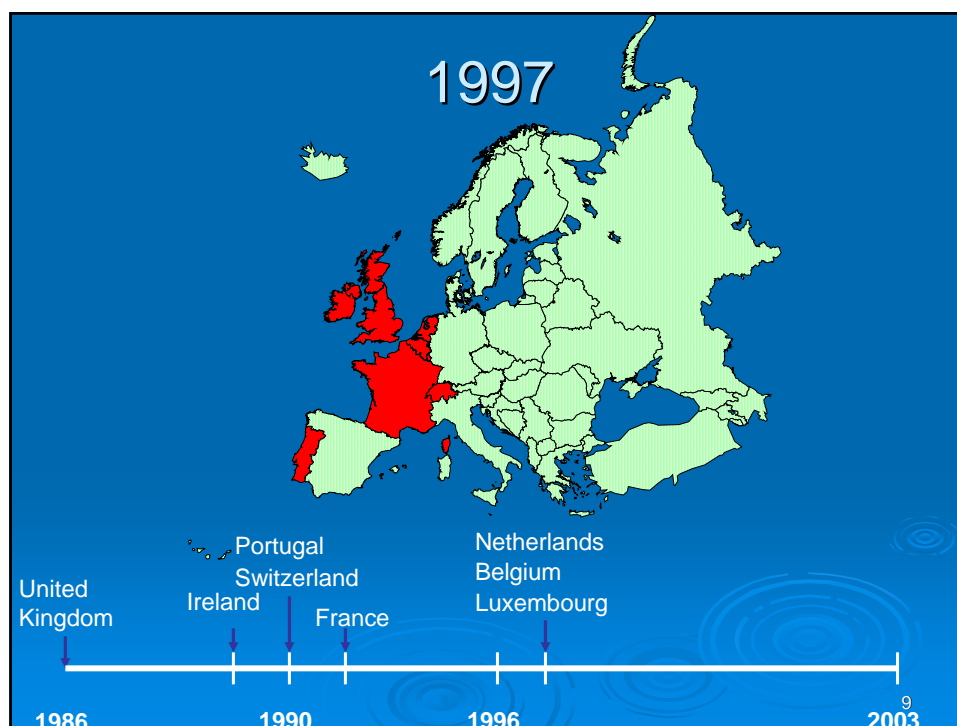 1997
Portugal
Switzerland
Netherlands
Belgium
Luxembourg
United
Kingdom
Ireland
France
1986
1990
1996
2003
9